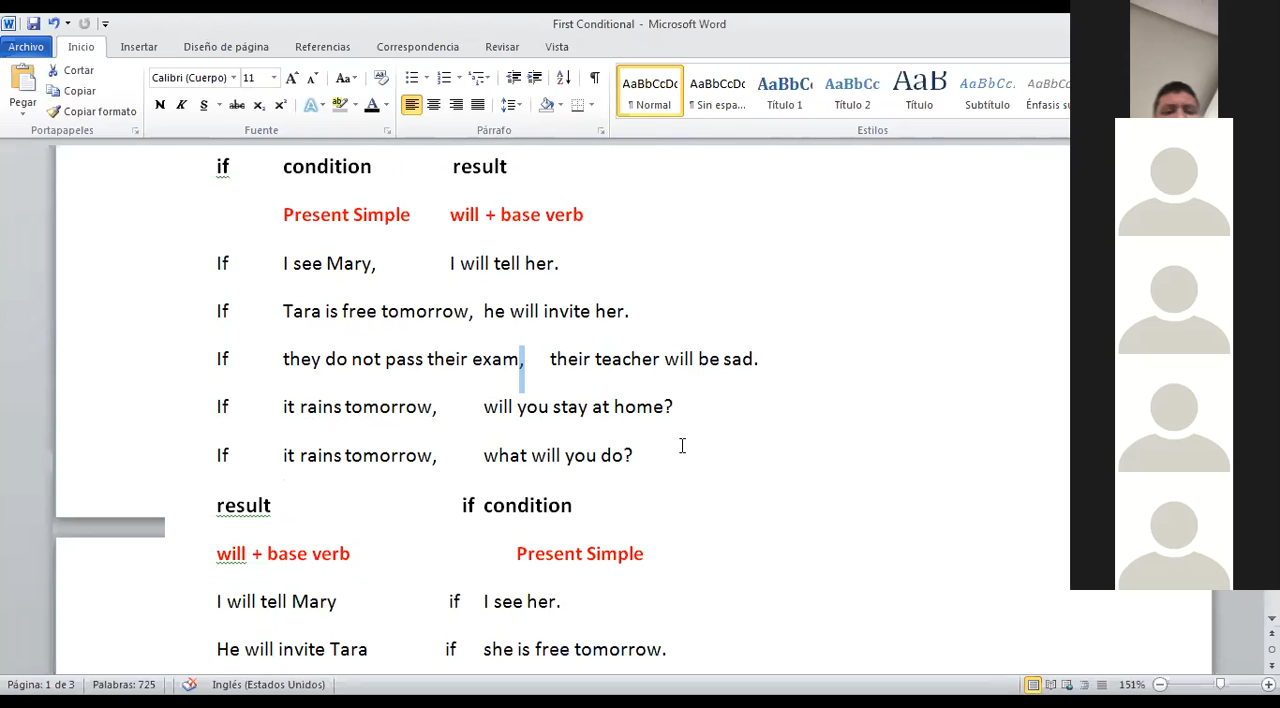 First Conditional - Microsoft Word
Archivo Inicio Insertar Diseño de página Referencias Correspondencia Revisar Vista
Pegar
Cortar
Copiar
Copiar formato
Portapapeles
Calibri (Cuerpo) 11
Fuente
Párrafo
AaBbCcDc AaBbCcDc AaBbC AaBbCc AaB AaBbCc. AaBbCc
¶ Normal ¶ Sin espa... Título 1 Título 2 Título Subtítulo Énfasis su
Estilos
if condition result
Present Simple will + base verb
If I see Mary, I will tell her.
If Tara is free tomorrow, he will invite her.
If they do not pass their exam, their teacher will be sad.
If it rains tomorrow, will you stay at home?
If it rains tomorrow, what will you do?
result if condition
will + base verb Present Simple
I will tell Mary if I see her.
He will invite Tara if she is free tomorrow.
Página: 1 de 3 Palabras: 725 Inglés (Estados Unidos) 151%